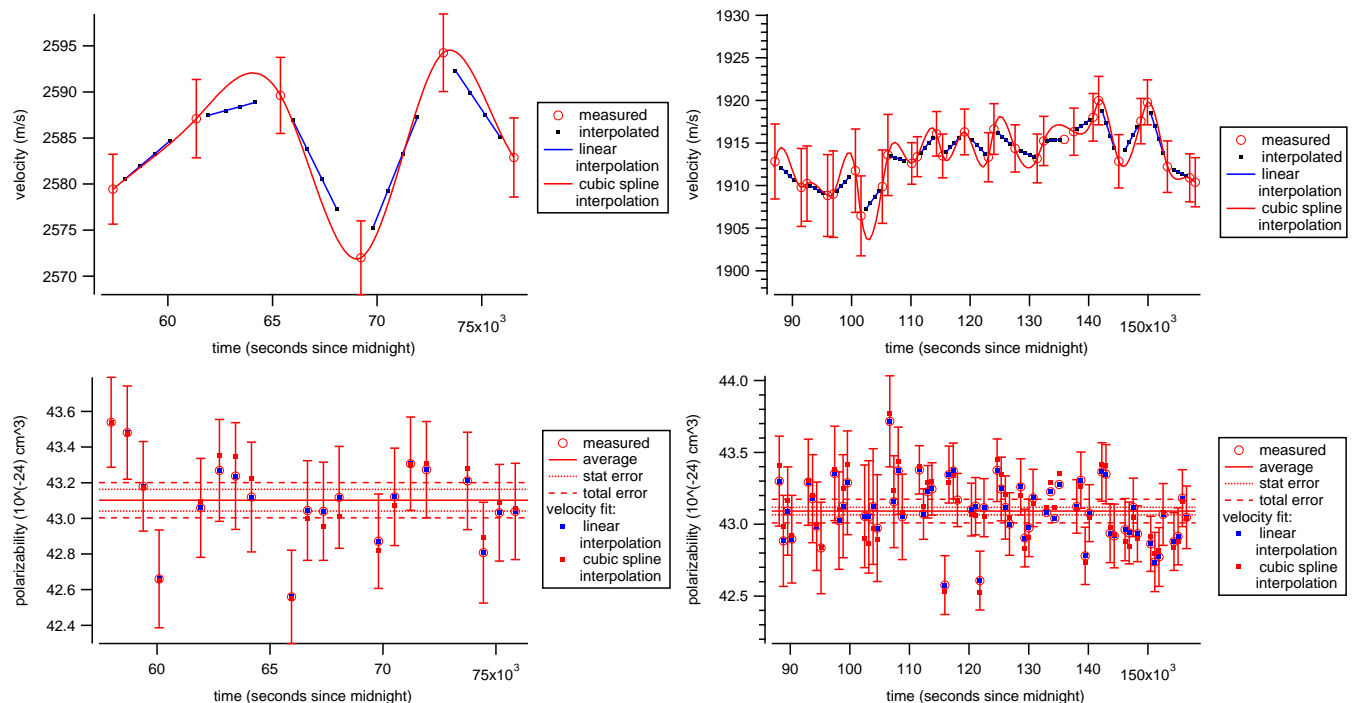 2595
2590
2585
2580
2575
2570
velocity (m/s)
60
65
70
75x10^3
time (seconds since midnight)
measured
interpolated
linear
interpolation
cubic spline
interpolation
1930
1925
1920
1915
1910
1905
1900
velocity (m/s)
90
100
110
120
130
140
150x10^3
time (seconds since midnight)
measured
interpolated
linear
interpolation
cubic spline
interpolation
43.6
43.4
43.2
43.0
42.8
42.6
42.4
polarizability (10^(-24) cm^3)
60
65
70
75x10^3
time (seconds since midnight)
measured
average
stat error
total error
velocity fit:
linear
interpolation
cubic spline
interpolation
44.0
43.5
43.0
42.5
polarizability (10^(-24) cm^3)
90
100
110
120
130
140
150x10^3
time (seconds since midnight)
measured
average
stat error
total error
velocity fit:
linear
interpolation
cubic spline
interpolation